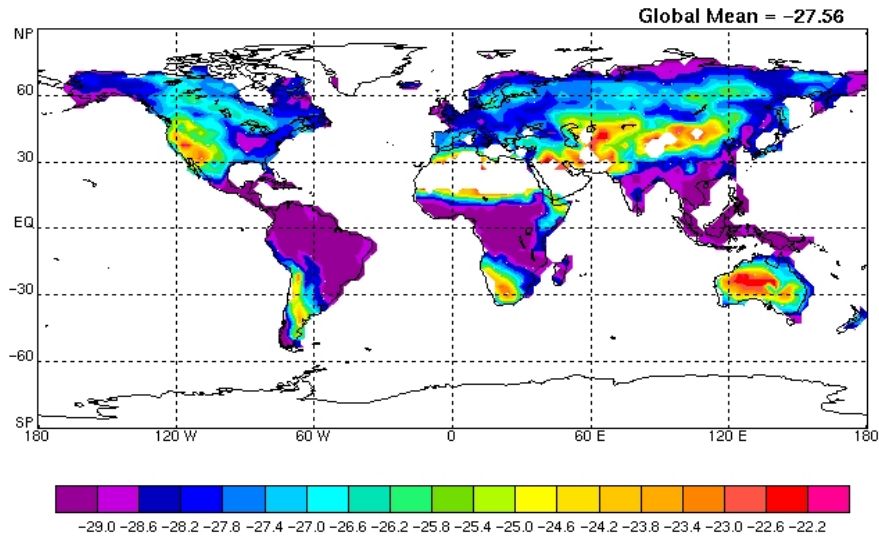 Global Mean = −27.56
NP
60
30
EQ
−30
−60
SP
180 120 W 60 W 0 60 E 120 E 180
−29.0 −28.6 −28.2 −27.8 −27.4 −27.0 −26.6 −26.2 −25.8 −25.4 −25.0 −24.6 −24.2 −23.8 −23.4 −23.0 −22.6 −22.2